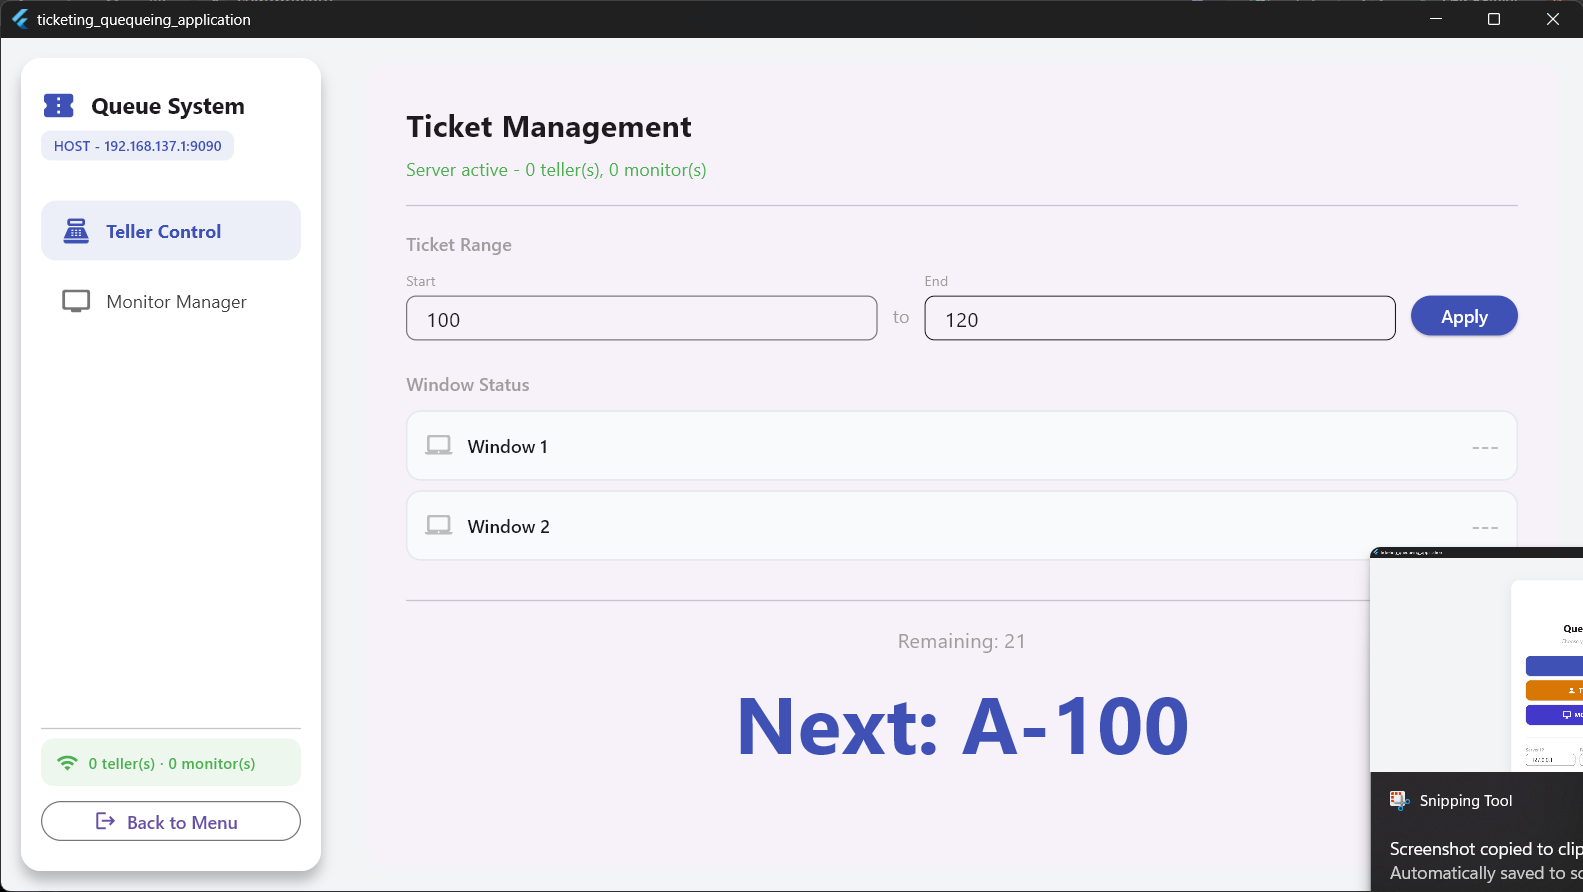 ticketing_quequeing_application
Queue System
HOST - 192.168.137.1:9090
Teller Control
Monitor Manager
0 teller(s) · 0 monitor(s)
Back to Menu
Ticket Management
Server active - 0 teller(s), 0 monitor(s)
Ticket Range
Start
End
100
to
120
Apply
Window Status
Window 1
---
Window 2
---
Remaining: 21
Next: A-100
ticketing_quequeing_application
Que
Snipping Tool
Screenshot copied to clip
Automatically saved to sc